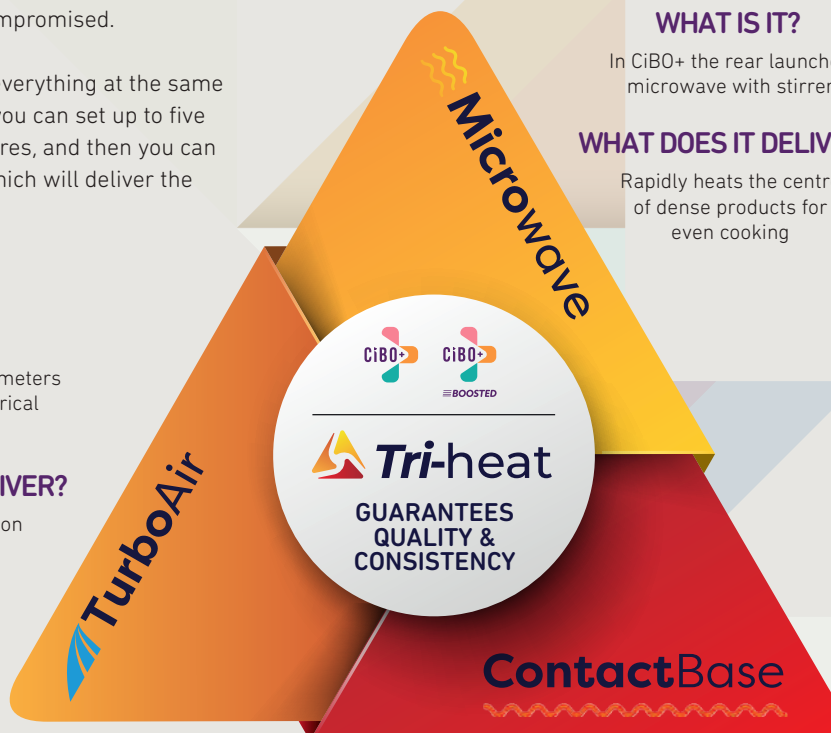 mpromised.
everything at the same
you can set up to five
res, and then you can
hich will deliver the
meters
rical
IVER?
on
WHAT IS IT?
In CiBO+ the rear launche
microwave with stirrer
WHAT DOES IT DELIV
Rapidly heats the centr
of dense products for
even cooking
Microwave
TurboAir
CiBO+
CiBO+
BOOSTED
Tri-heat
GUARANTEES
QUALITY &
CONSISTENCY
ContactBase